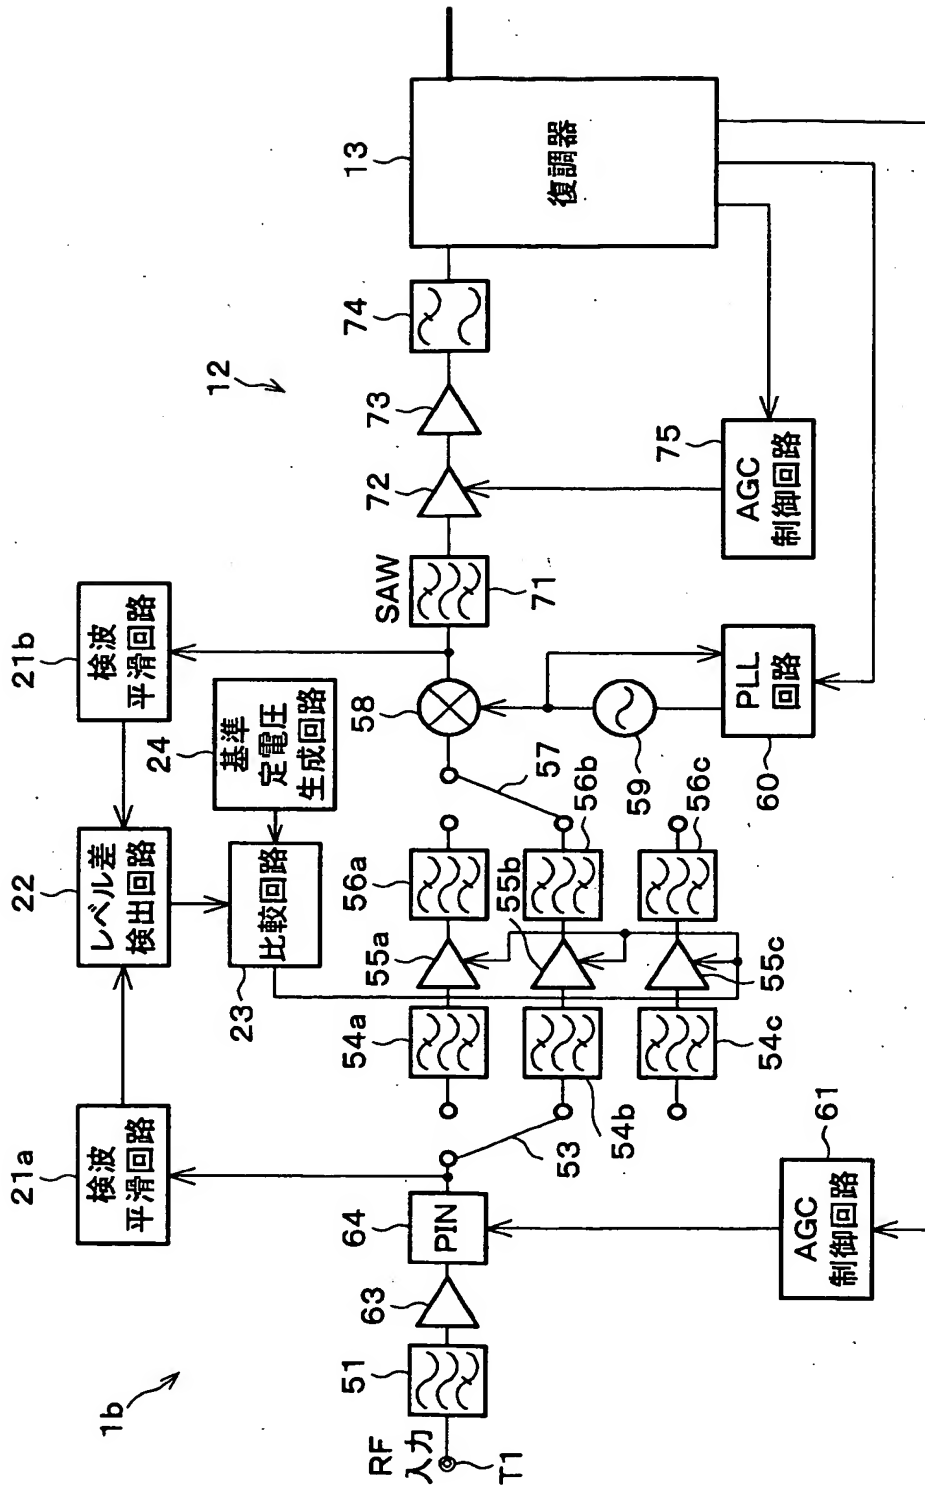 1b
RF
入力
T1
51
63
64
PIN
21a
検波
平滑回路
22
レベル差
検出回路
21b
検波
平滑回路
23
比較回路
24
基準
定電圧
生成回路
53
54a
54b
54c
55a
55b
55c
56a
56b
56c
57
58
59
60
PLL
回路
61
AGC
制御回路
12
SAW
71
72
73
74
75
AGC
制御回路
13
復調器